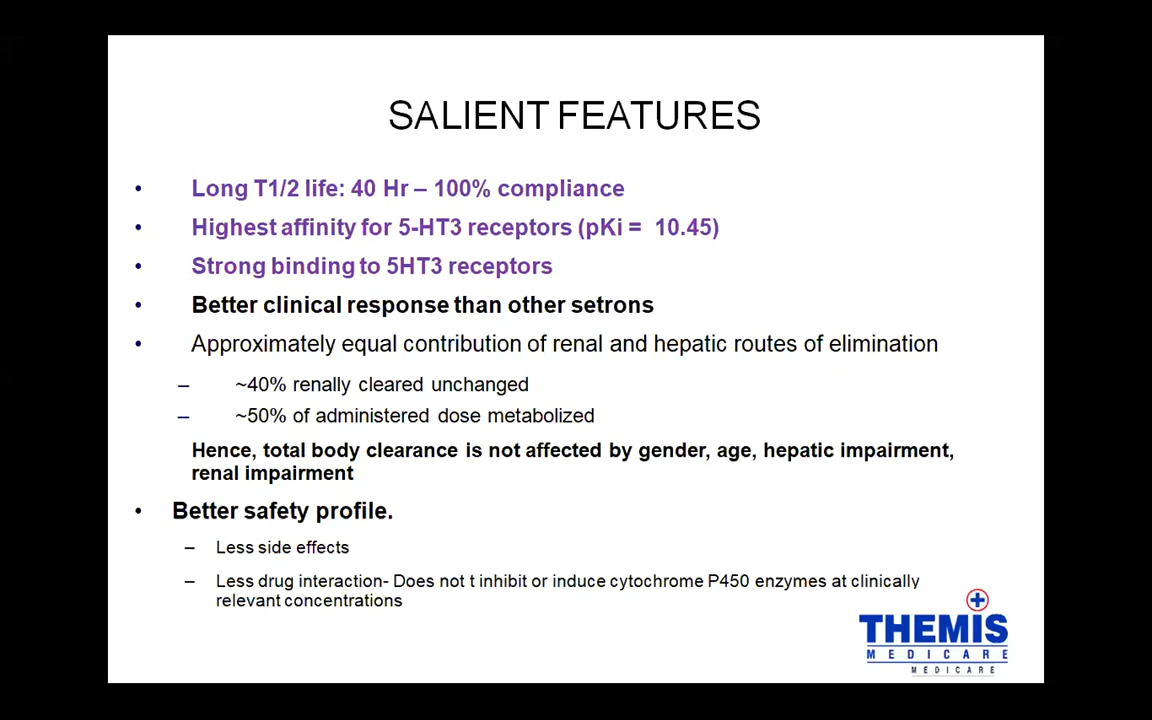 SALIENT FEATURES
• Long T1/2 life: 40 Hr – 100% compliance
• Highest affinity for 5-HT3 receptors (pKi = 10.45)
• Strong binding to 5HT3 receptors
• Better clinical response than other setrons
• Approximately equal contribution of renal and hepatic routes of elimination
– ~40% renally cleared unchanged
– ~50% of administered dose metabolized
Hence, total body clearance is not affected by gender, age, hepatic impairment,
renal impairment
• Better safety profile.
– Less side effects
– Less drug interaction- Does not t inhibit or induce cytochrome P450 enzymes at clinically
relevant concentrations
THEMIS
MEDICARE
MEDICARE